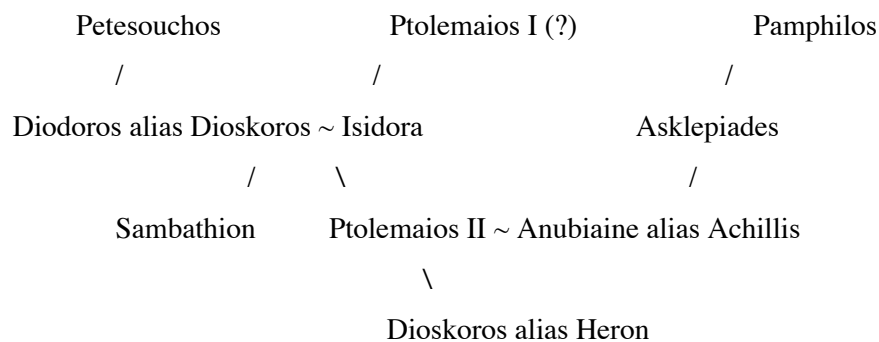 Petesouchos Ptolemaios I (?) Pamphilos
/ / /
Diodoros alias Dioskoros ~ Isidora Asklepiades
/ \ /
Sambathion Ptolemaios II ~ Anubiaine alias Achillis
\
Dioskoros alias Heron